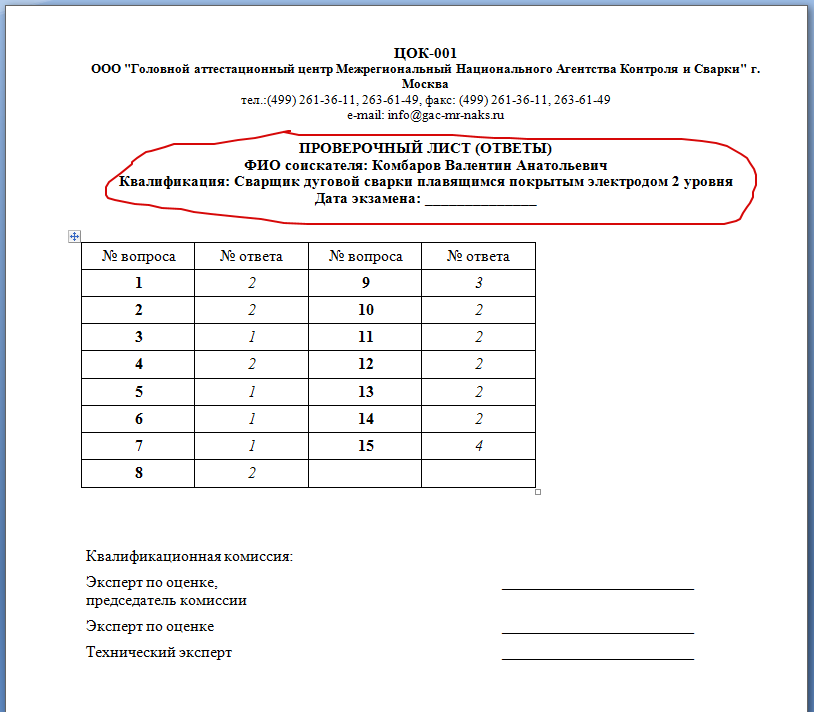 ЦОК-001
ООО "Головной аттестационный центр Межрегиональный Национального Агентства Контроля и Сварки" г.
Москва
тел.:(499) 261-36-11, 263-61-49, факс: (499) 261-36-11, 263-61-49
e-mail: info@gac-mr-naks.ru
ПРОВЕРОЧНЫЙ ЛИСТ (ОТВЕТЫ)
ФИО соискателя: Комбаров Валентин Анатольевич
Квалификация: Сварщик дуговой сварки плавящимся покрытым электродом 2 уровня
Дата экзамена: _______________
№ вопроса № ответа № вопроса № ответа
1 2 9 3
2 2 10 2
3 1 11 2
4 2 12 2
5 1 13 2
6 1 14 2
7 1 15 4
8 2
Квалификационная комиссия:
Эксперт по оценке,
председатель комиссии
Эксперт по оценке
Технический эксперт